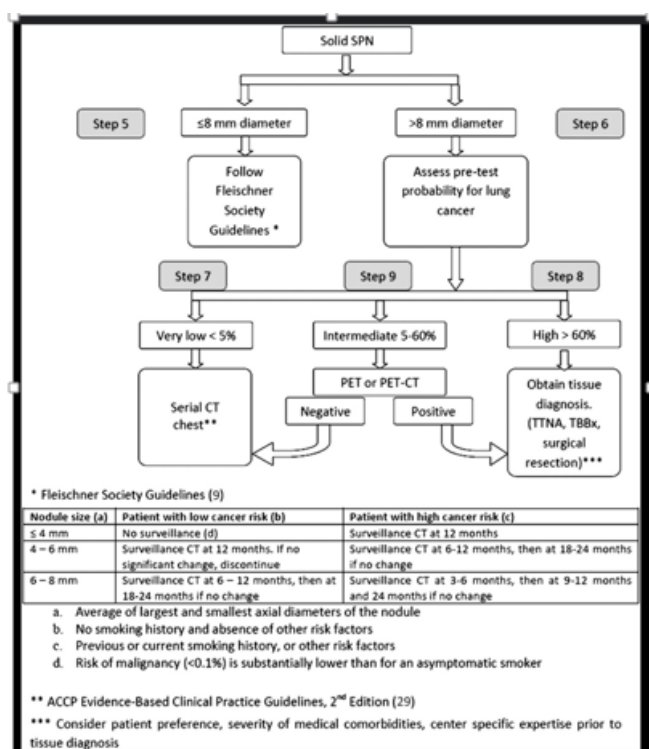 Solid SPN
Step 5
≤8 mm diameter
>8 mm diameter
Step 6
Follow
Fleischner
Society
Guidelines *
Assess pre-test
probability for lung
cancer
Step 7
Step 9
Step 8
Very low < 5%
Intermediate 5-60%
High > 60%
PET or PET-CT
Negative
Positive
Serial CT
chest**
Obtain tissue
diagnosis.
(TTNA, TBBx,
surgical
resection)***
* Fleischner Society Guidelines (9)
Nodule size (a) Patient with low cancer risk (b) Patient with high cancer risk (c)
≤ 4 mm No surveillance (d) Surveillance CT at 12 months
4 – 6 mm Surveillance CT at 12 months. If no Surveillance CT at 6-12 months, then at 18-24 months
significant change, discontinue if no change
6 – 8 mm Surveillance CT at 6 – 12 months, then at Surveillance CT at 3-6 months, then at 9-12 months
18-24 months if no change and 24 months if no change
a. Average of largest and smallest axial diameters of the nodule
b. No smoking history and absence of other risk factors
c. Previous or current smoking history, or other risk factors
d. Risk of malignancy (<0.1%) is substantially lower than for an asymptomatic smoker
** ACCP Evidence-Based Clinical Practice Guidelines, 2nd Edition (29)
*** Consider patient preference, severity of medical comorbidities, center specific expertise prior to
tissue diagnosis